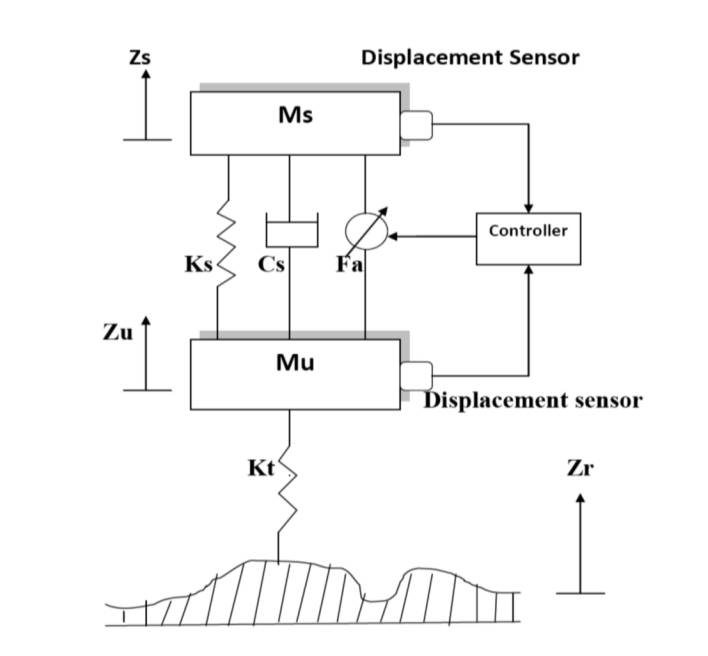 Zs
Displacement Sensor
Ms
Controller
Ks
Cs
Fa
Zu
Mu
Displacement sensor
Kt
Zr